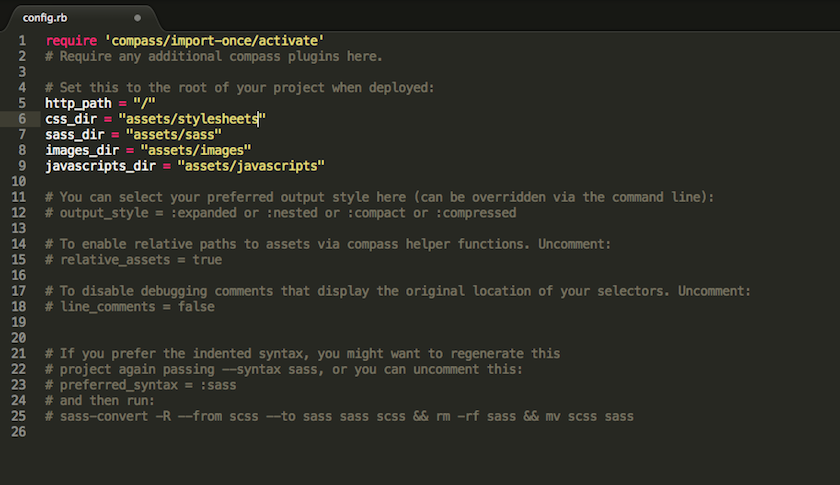 config.rb
1 require 'compass/import-once/activate'
2 # Require any additional compass plugins here.
3
4 # Set this to the root of your project when deployed:
5 http_path = "/"
6 css_dir = "assets/stylesheets"
7 sass_dir = "assets/sass"
8 images_dir = "assets/images"
9 javascripts_dir = "assets/javascripts"
10
11 # You can select your preferred output style here (can be overridden via the command line):
12 # output_style = :expanded or :nested or :compact or :compressed
13
14 # To enable relative paths to assets via compass helper functions. Uncomment:
15 # relative_assets = true
16
17 # To disable debugging comments that display the original location of your selectors. Uncomment:
18 # line_comments = false
19
20
21 # If you prefer the indented syntax, you might want to regenerate this
22 # project again passing --syntax sass, or you can uncomment this:
23 # preferred_syntax = :sass
24 # and then run:
25 # sass-convert -R --from scss --to sass sass scss && rm -rf sass && mv scss sass
26